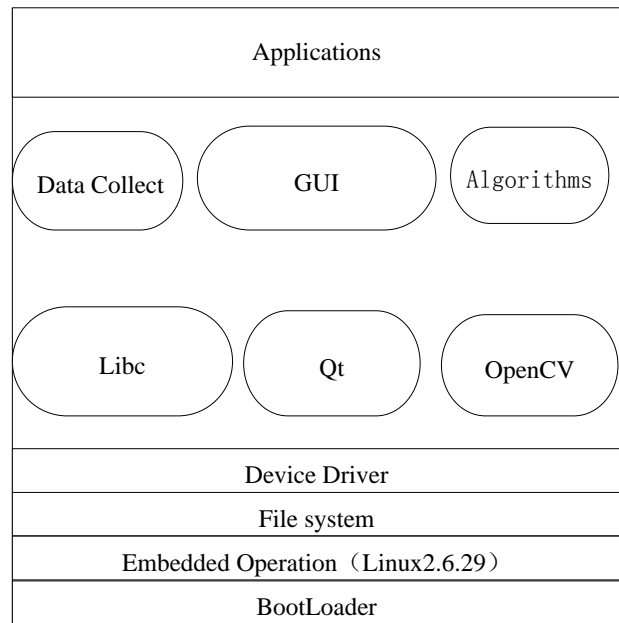 Applications
Data Collect
GUI
Algorithms
Libc
Qt
OpenCV
Device Driver
File system
Embedded Operation（Linux2.6.29）
BootLoader